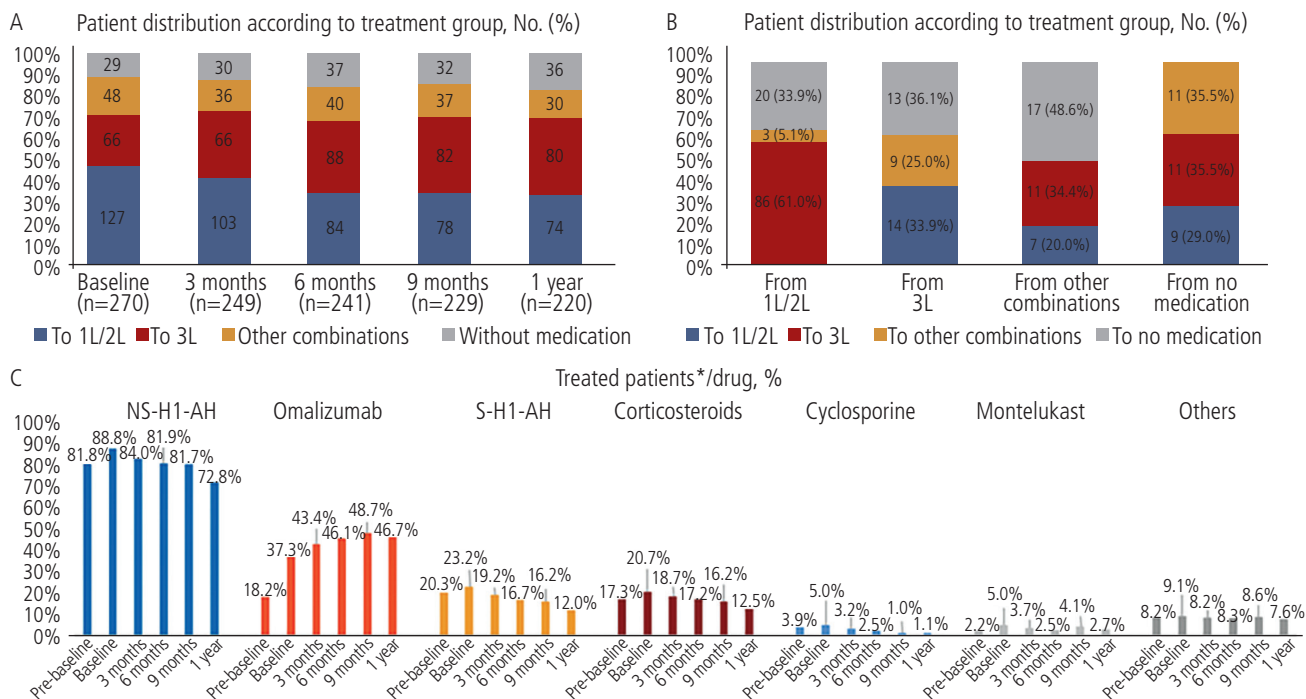 A
Patient distribution according to treatment group, No. (%)
100%
90%
80%
70%
60%
50%
40%
30%
20%
10%
0%
29 30 37 32 36
48 36 40 37 30
66 66 88 82 80
127 103 84 78 74
Baseline 3 months 6 months 9 months 1 year
(n=270) (n=249) (n=241) (n=229) (n=220)
To 1L/2L To 3L Other combinations Without medication
B
Patient distribution according to treatment group, No. (%)
100%
90%
80%
70%
60%
50%
40%
30%
20%
10%
0%
20 (33.9%) 13 (36.1%) 17 (48.6%) 11 (35.5%)
3 (5.1%) 9 (25.0%) 11 (34.4%) 11 (35.5%)
86 (61.0%) 14 (33.9%) 7 (20.0%) 9 (29.0%)
From From From other From no
1L/2L 3L combinations medication
To 1L/2L To 3L To other combinations To no medication
C
Treated patients*/drug, %
NS-H1-AH Omalizumab S-H1-AH Corticosteroids Cyclosporine Montelukast Others
100%
90%
80%
70%
60%
50%
40%
30%
20%
10%
0%
81.8% 88.8% 84.0% 81.9% 81.7% 72.8%
18.2% 37.3% 43.4% 46.1% 48.7% 46.7%
20.3% 23.2% 19.2% 16.7% 16.2% 12.0%
17.3% 20.7% 18.7% 17.2% 16.2% 12.5%
3.9% 5.0% 3.2% 2.5% 1.0% 1.1%
2.2% 5.0% 3.7% 2.5% 4.1% 2.7%
8.2% 9.1% 8.2% 8.3% 8.6% 7.6%
Pre-baseline Baseline 3 months 6 months 9 months 1 year
Pre-baseline Baseline 3 months 6 months 9 months 1 year
Pre-baseline Baseline 3 months 6 months 9 months 1 year
Pre-baseline Baseline 3 months 6 months 9 months 1 year
Pre-baseline Baseline 3 months 6 months 9 months 1 year
Pre-baseline Baseline 3 months 6 months 9 months 1 year
Pre-baseline Baseline 3 months 6 months 9 months 1 year